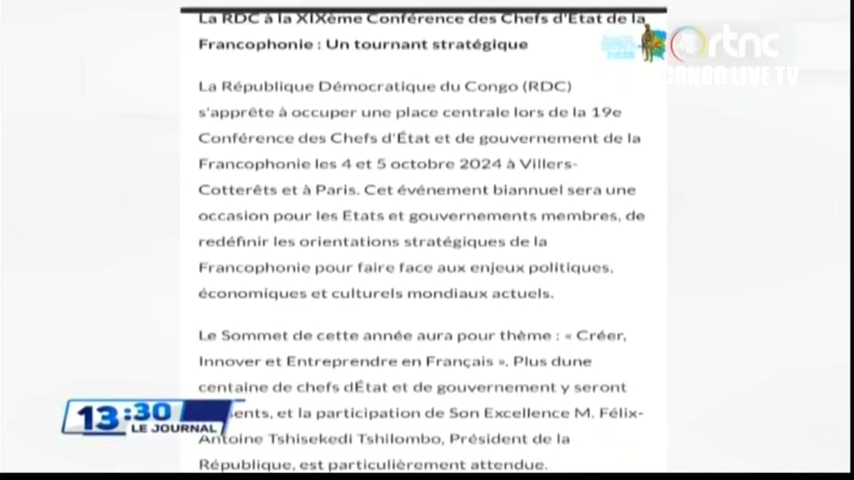 La RDC à la XIXème Conférence des Chefs d'État de la
Francophonie : Un tournant stratégique
rtnc
CONGO LIVE TV
La République Démocratique du Congo (RDC)
s'apprête à occuper une place centrale lors de la 19e
Conférence des Chefs d'État et de gouvernement de la
Francophonie les 4 et 5 octobre 2024 à Villers-
Cotterêts et à Paris. Cet événement biannuel sera une
occasion pour les Etats et gouvernements membres, de
redéfinir les orientations stratégiques de la
Francophonie pour faire face aux enjeux politiques,
économiques et culturels mondiaux actuels.
Le Sommet de cette année aura pour thème : « Créer,
Innover et Entreprendre en Français ». Plus dune
centaine de chefs dÉtat et de gouvernement y seront
sents, et la participation de Son Excellence M. Félix-
Antoine Tshisekedi Tshilombo, Président de la
République, est particulièrement attendue.
13:30
LE JOURNAL